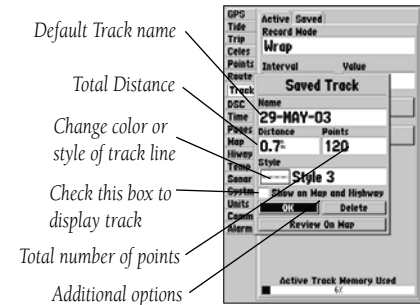 Default Track name
Total Distance
Change color or
style of track line
Check this box to
display track
Total number of points
Additional options
GPS
Tide
Trip
Celes
Points
Route
Track
DSC
Time
Pages
Map
Hiway
Temp
Sonar
Systm
Units
Comm
Alarm
Active Saved
Record Mode
Wrap
Interval Value
Saved Track
Name
29-MAY-03
Distance Points
0.7 120
Style
Style 3
Show on Map and Highway
OK Delete
Review On Map
Active Track Memory Used
6%